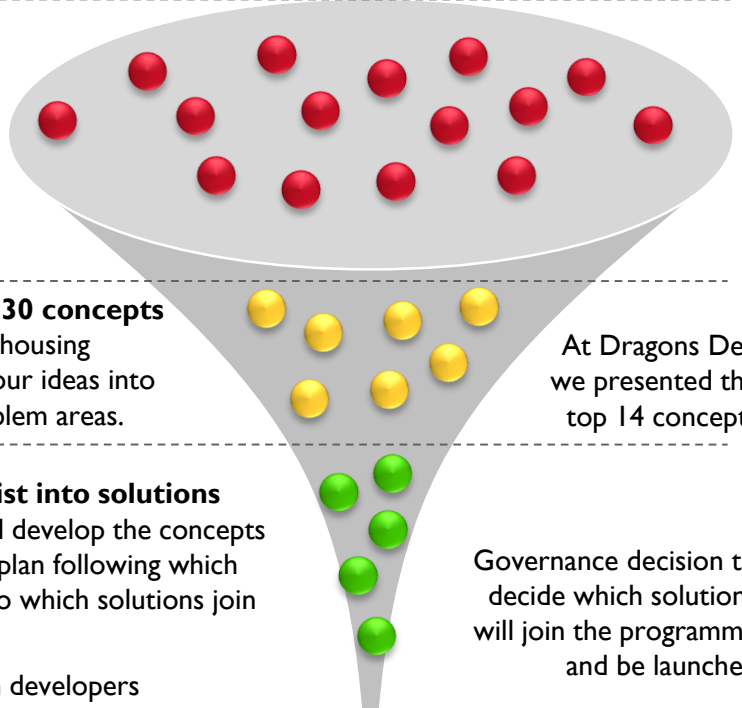 30 concepts
housing
our ideas into
blem areas.
At Dragons De
we presented th
top 14 concept
ist into solutions
l develop the concepts
plan following which
o which solutions join
developers
Governance decision t
decide which solution
will join the programm
and be launche